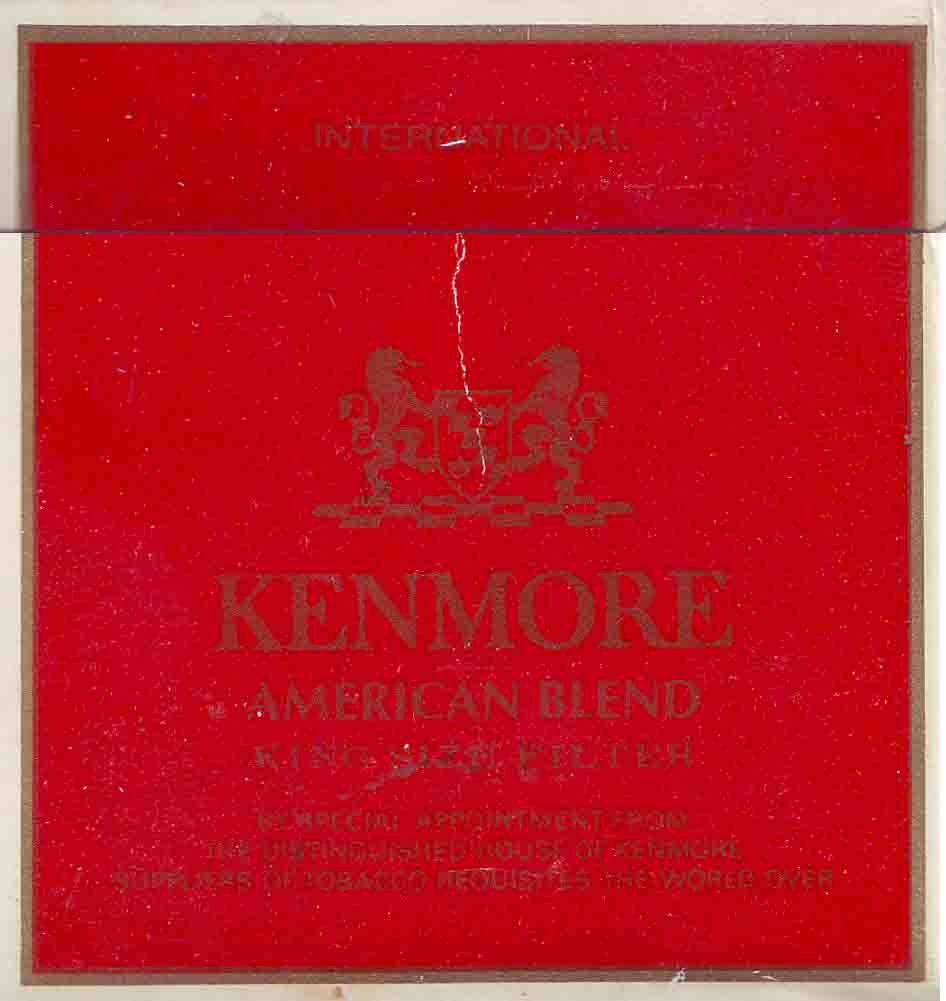 INTERNATIONAL
KENMORE
AMERICAN BLEND
KING SIZE FILTER
BY SPECIAL APPOINTMENT FROM
THE DISTINGUISHED HOUSE OF KENMORE
SUPPLIERS OF TOBACCO REQUISITES THE WORLD OVER